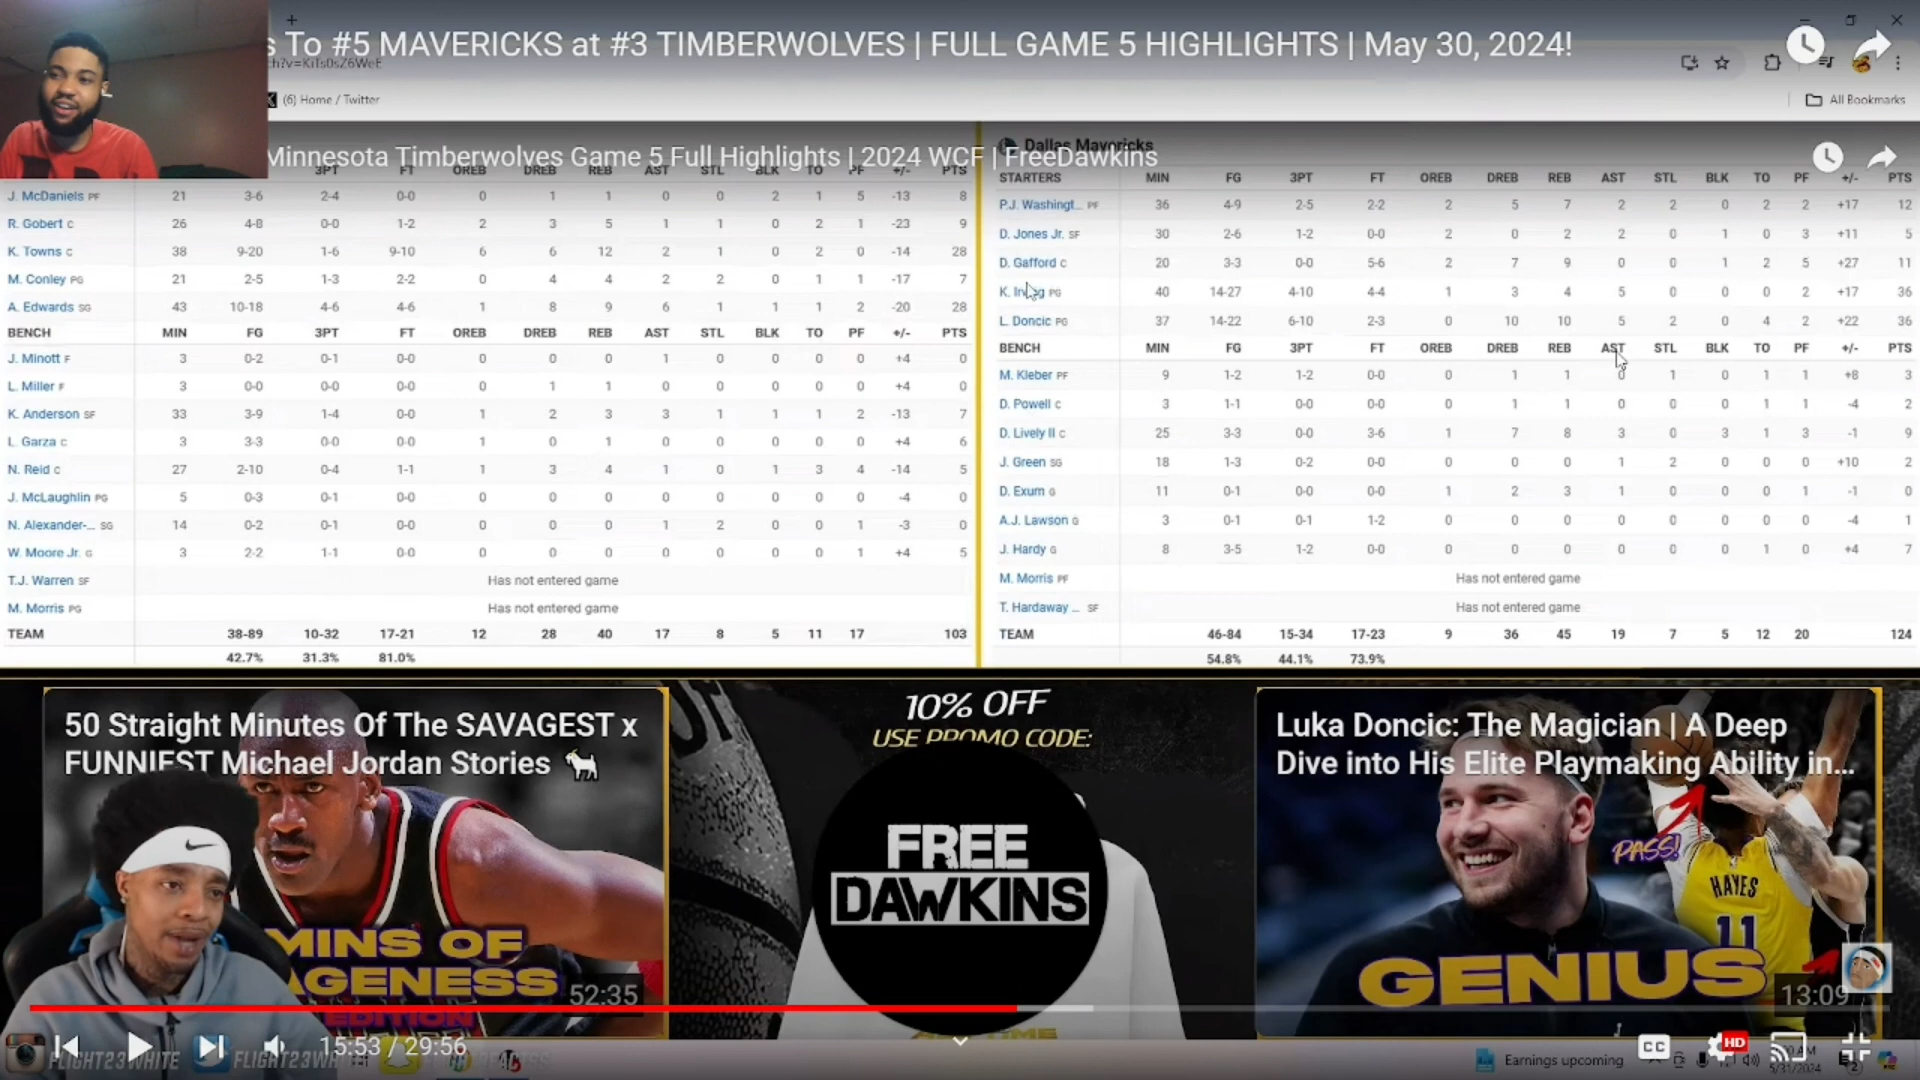 s To #5 MAVERICKS at #3 TIMBERWOLVES | FULL GAME 5 HIGHLIGHTS | May 30, 2024!
ch?v=KiTs0sZ6WeE
(6) Home / Twitter
All Bookmarks
Minnesota Timberwolves Game 5 Full Highlights | 2024 WCF | FreeDawkins
3PT FT OREB DREB REB AST STL BLK TO PF +/- PTS
J. McDaniels PF 21 3-6 2-4 0-0 0 1 1 0 0 2 1 5 -13 8
R. Gobert C 26 4-8 0-0 1-2 2 3 5 1 1 0 2 1 -23 9
K. Towns C 38 9-20 1-6 9-10 6 6 12 2 1 0 2 0 -14 28
M. Conley PG 21 2-5 1-3 2-2 0 4 4 2 2 0 1 1 -17 7
A. Edwards SG 43 10-18 4-6 4-6 1 8 9 6 1 1 1 2 -20 28
BENCH MIN FG 3PT FT OREB DREB REB AST STL BLK TO PF +/- PTS
J. Minott F 3 0-2 0-1 0-0 0 0 0 1 0 0 0 0 +4 0
L. Miller F 3 0-0 0-0 0-0 0 1 1 0 0 0 0 0 +4 0
K. Anderson SF 33 3-9 1-4 0-0 1 2 3 3 1 1 1 2 -13 7
L. Garza C 3 3-3 0-0 0-0 1 0 1 0 0 0 0 0 +4 6
N. Reid C 27 2-10 0-4 1-1 1 3 4 1 0 1 3 4 -14 5
J. McLaughlin PG 5 0-3 0-1 0-0 0 0 0 0 0 0 0 0 -4 0
N. Alexander-... SG 14 0-2 0-1 0-0 0 0 0 1 2 0 0 1 -3 0
W. Moore Jr. G 3 2-2 1-1 0-0 0 0 0 0 0 0 0 1 +4 5
T.J. Warren SF Has not entered game
M. Morris PG Has not entered game
TEAM 38-89 10-32 17-21 12 28 40 17 8 5 11 17 103
42.7% 31.3% 81.0%
Dallas Mavericks
STARTERS MIN FG 3PT FT OREB DREB REB AST STL BLK TO PF +/- PTS
P.J. Washingt... PF 36 4-9 2-5 2-2 2 5 7 2 2 0 2 2 +17 12
D. Jones Jr. SF 30 2-6 1-2 0-0 2 0 2 2 0 1 0 3 +11 5
D. Gafford C 20 3-3 0-0 5-6 2 7 9 0 0 1 2 5 +27 11
K. Irving PG 40 14-27 4-10 4-4 1 3 4 5 0 0 0 2 +17 36
L. Doncic PG 37 14-22 6-10 2-3 0 10 10 5 2 0 4 2 +22 36
BENCH MIN FG 3PT FT OREB DREB REB AST STL BLK TO PF +/- PTS
M. Kleber PF 9 1-2 1-2 0-0 0 1 1 0 1 0 1 1 +8 3
D. Powell C 3 1-1 0-0 0-0 0 1 1 0 0 0 1 1 -4 2
D. Lively II C 25 3-3 0-0 3-6 1 7 8 3 0 3 1 3 -1 9
J. Green SG 18 1-3 0-2 0-0 0 0 0 1 2 0 0 0 +10 2
D. Exum G 11 0-1 0-0 0-0 1 2 3 1 0 0 0 1 -1 0
A.J. Lawson G 3 0-1 0-1 1-2 0 0 0 0 0 0 0 0 -4 1
J. Hardy G 8 3-5 1-2 0-0 0 0 0 0 0 0 1 0 +4 7
M. Morris PF Has not entered game
T. Hardaway ... SF Has not entered game
TEAM 46-84 15-34 17-23 9 36 45 19 7 5 12 20 124
54.8% 44.1% 73.9%
50 Straight Minutes Of The SAVAGEST x
FUNNIEST Michael Jordan Stories
MINS OF
AGENESS
EDITION
52:35
10% OFF
USE PROMO CODE:
FREE
DAWKINS
Luka Doncic: The Magician | A Deep
Dive into His Elite Playmaking Ability in...
PASS!
HAYES
11
GENIUS
13:09
15:53 / 29:56
FLIGHT23WHITE
FLIGHT23WH
CC
HD
Earnings upcoming
5/31/2024